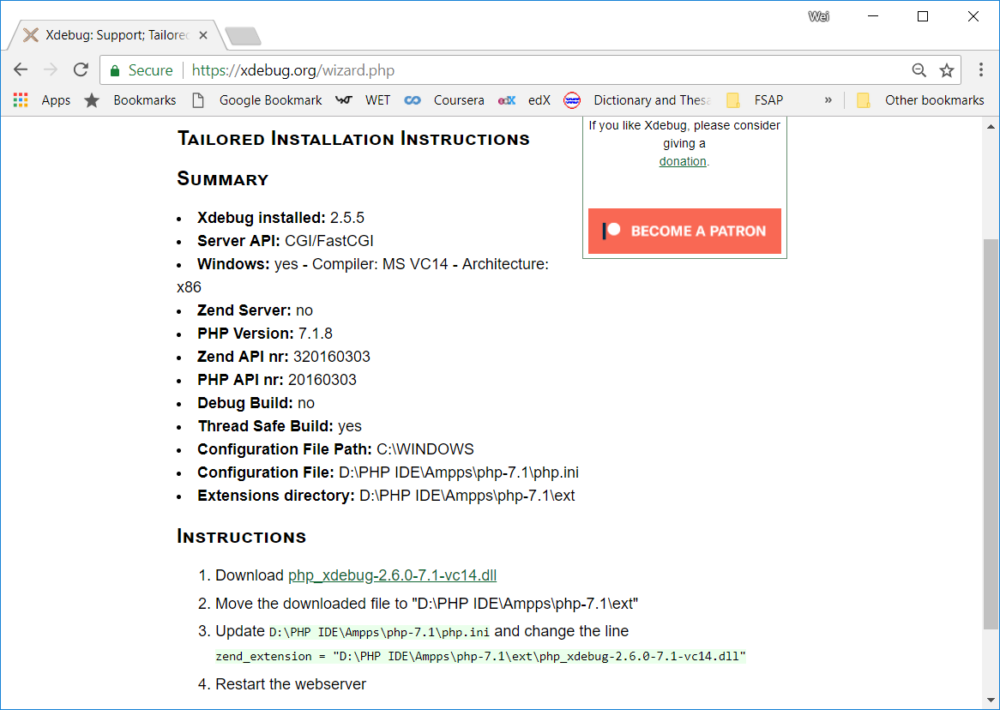 Wei
Xdebug: Support; Tailored
Secure https://xdebug.org/wizard.php
Apps Bookmarks Google Bookmark WET Coursera edX edX Dictionary and Thesa FSAP » Other bookmarks
If you like Xdebug, please consider
giving a
donation.
BECOME A PATRON
Tailored Installation Instructions
Summary
• Xdebug installed: 2.5.5
• Server API: CGI/FastCGI
• Windows: yes - Compiler: MS VC14 - Architecture:
x86
• Zend Server: no
• PHP Version: 7.1.8
• Zend API nr: 320160303
• PHP API nr: 20160303
• Debug Build: no
• Thread Safe Build: yes
• Configuration File Path: C:\WINDOWS
• Configuration File: D:\PHP IDE\Ampps\php-7.1\php.ini
• Extensions directory: D:\PHP IDE\Ampps\php-7.1\ext
Instructions
1. Download php_xdebug-2.6.0-7.1-vc14.dll
2. Move the downloaded file to "D:\PHP IDE\Ampps\php-7.1\ext"
3. Update D:\PHP IDE\Ampps\php-7.1\php.ini and change the line
zend_extension = "D:\PHP IDE\Ampps\php-7.1\ext\php_xdebug-2.6.0-7.1-vc14.dll"
4. Restart the webserver